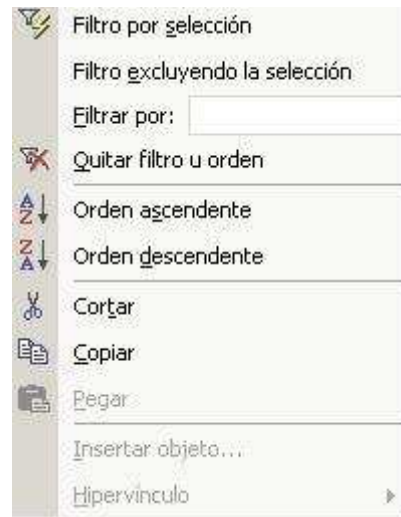 Filtro por selección
Filtro excluyendo la selección
Filtrar por:
Quitar filtro u orden
Orden ascendente
Orden descendente
Cortar
Copiar
Pegar
Insertar objeto...
Hipervínculo